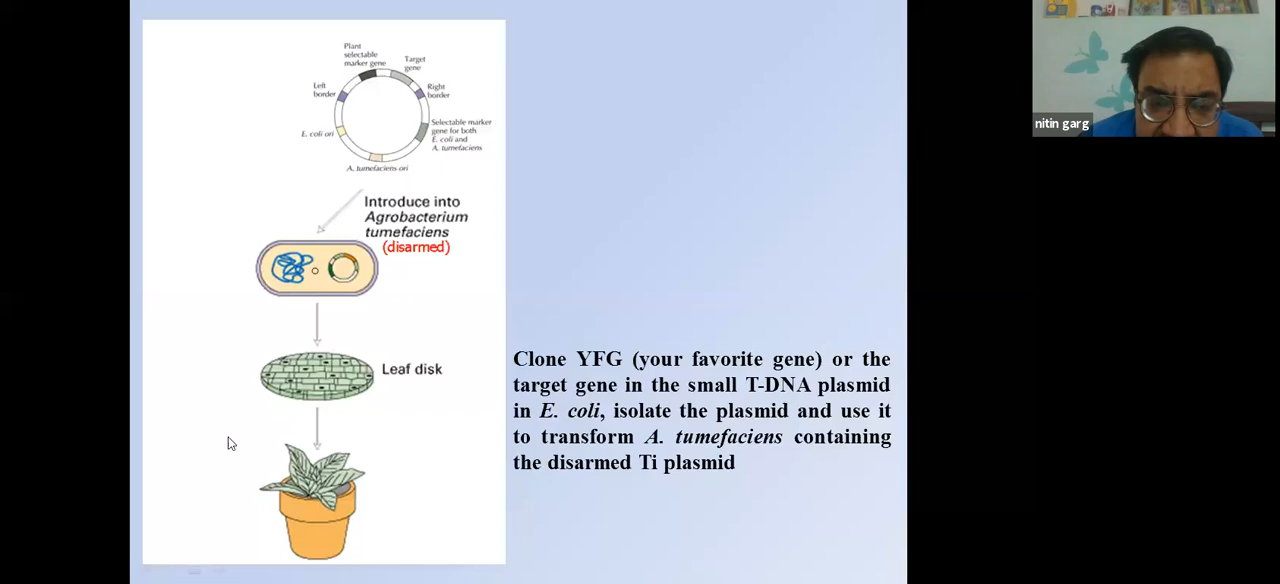 Plant
selectable
marker gene
Target
gene
Left
border
Right
border
E. coli ori
Selectable marker
gene for both
E. coli and
A. tumefaciens
A. tumefaciens ori
Introduce into
Agrobacterium
tumefaciens
(disarmed)
Leaf disk
Clone YFG (your favorite gene) or the
target gene in the small T-DNA plasmid
in E. coli, isolate the plasmid and use it
to transform A. tumefaciens containing
the disarmed Ti plasmid
nitin garg